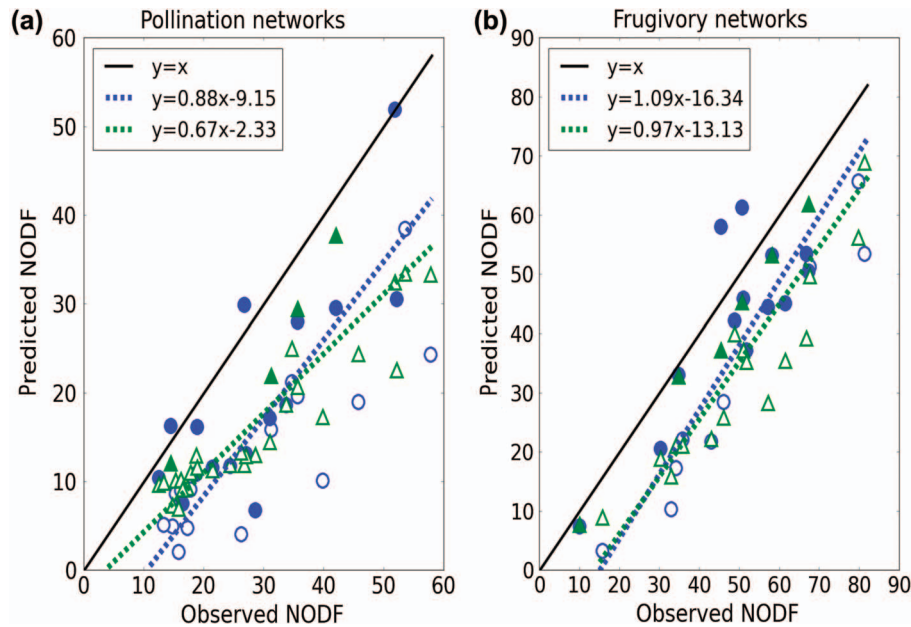 (a) Pollination networks
60
50
40
30
20
10
0
Predicted NODF
y=x
y=0.88x-9.15
y=0.67x-2.33
0 10 20 30 40 50 60
Observed NODF
(b) Frugivory networks
90
80
70
60
50
40
30
20
10
0
Predicted NODF
y=x
y=1.09x-16.34
y=0.97x-13.13
0 10 20 30 40 50 60 70 80 90
Observed NODF